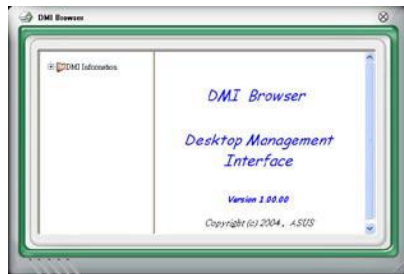 DMI Browser
DMI Information
DMI Browser
Desktop Management
Interface
Version 1.00.00
Copyright (c) 2004, ASUS